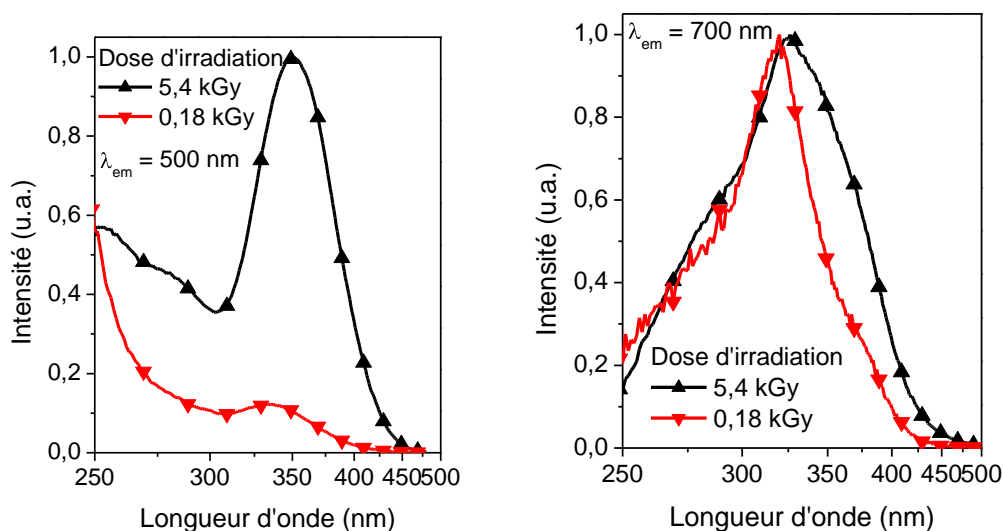 Dose d'irradiation
5,4 kGy
0,18 kGy
λem = 500 nm
1,0
0,8
0,6
0,4
0,2
0,0
Intensité (u.a.)
250 300 350 400 450 500
Longueur d'onde (nm)
λem = 700 nm
1,0
0,8
0,6
0,4
0,2
0,0
Intensité (u.a.)
Dose d'irradiation
5,4 kGy
0,18 kGy
250 300 350 400 450 500
Longueur d'onde (nm)